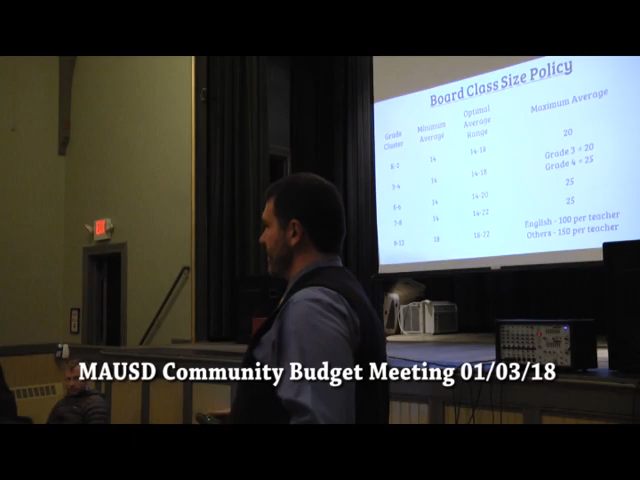 Board Class Size Policy
Grade Cluster Minimum Average Optimal Average Range Maximum Average
K-2 14 14-18 20
3-4 14 14-18 Grade 3 = 20
Grade 4 = 25
5-6 14 14-20 25
7-8 14 14-22 25
9-12 18 18-22 English - 100 per teacher
Others - 150 per teacher
EXIT
MAUSD Community Budget Meeting 01/03/18